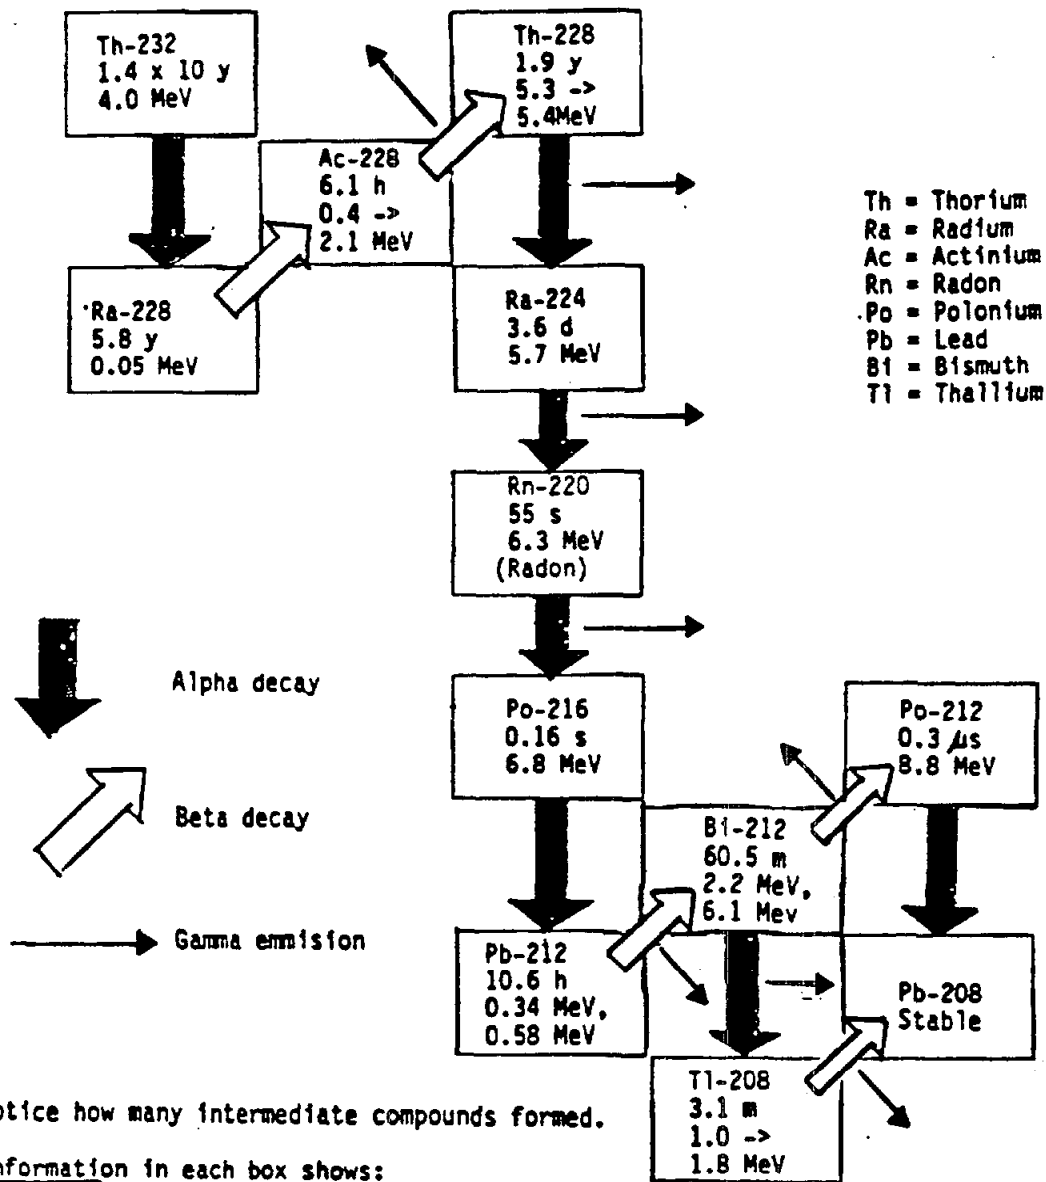 Th-232
1.4 x 10 y
4.0 MeV
Th-228
1.9 y
5.3 ->
5.4MeV
Ac-228
6.1 h
0.4 ->
2.1 MeV
Ra-228
5.8 y
0.05 MeV
Ra-224
3.6 d
5.7 MeV
Th = Thorium
Ra = Radium
Ac = Actinium
Rn = Radon
Po = Polonium
Pb = Lead
Bi = Bismuth
Tl = Thallium
Rn-220
55 s
6.3 MeV
(Radon)
Alpha decay
Beta decay
Gamma emmision
Po-216
0.16 s
6.8 MeV
Po-212
0.3 µs
8.8 MeV
Bi-212
60.5 m
2.2 MeV,
6.1 Mev
Pb-212
10.6 h
0.34 MeV,
0.58 MeV
Pb-208
Stable
Tl-208
3.1 m
1.0 ->
1.8 MeV
otice how many intermediate compounds formed.
nformation in each box shows: